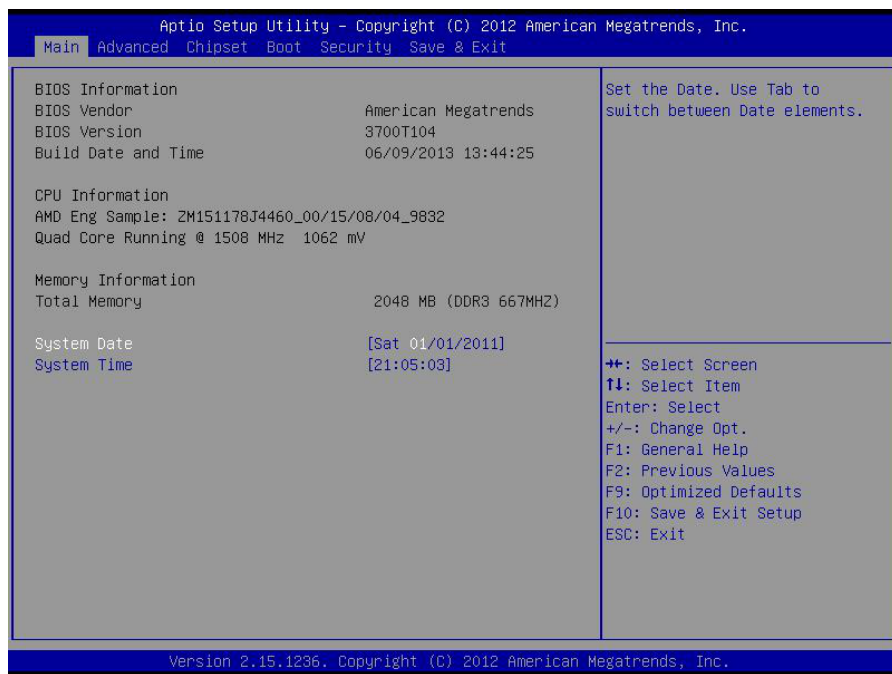 Aptio Setup Utility – Copyright (C) 2012 American Megatrends, Inc.
Main Advanced Chipset Boot Security Save & Exit
BIOS Information
BIOS Vendor American Megatrends
BIOS Version 3700T104
Build Date and Time 06/09/2013 13:44:25
CPU Information
AMD Eng Sample: ZM151178J4460_00/15/08/04_9832
Quad Core Running @ 1508 MHz 1062 mV
Memory Information
Total Memory 2048 MB (DDR3 667MHZ)
System Date [Sat 01/01/2011]
System Time [21:05:03]
Set the Date. Use Tab to
switch between Date elements.
→←: Select Screen
↑↓: Select Item
Enter: Select
+/-: Change Opt.
F1: General Help
F2: Previous Values
F9: Optimized Defaults
F10: Save & Exit Setup
ESC: Exit
Version 2.15.1236. Copyright (C) 2012 American Megatrends, Inc.